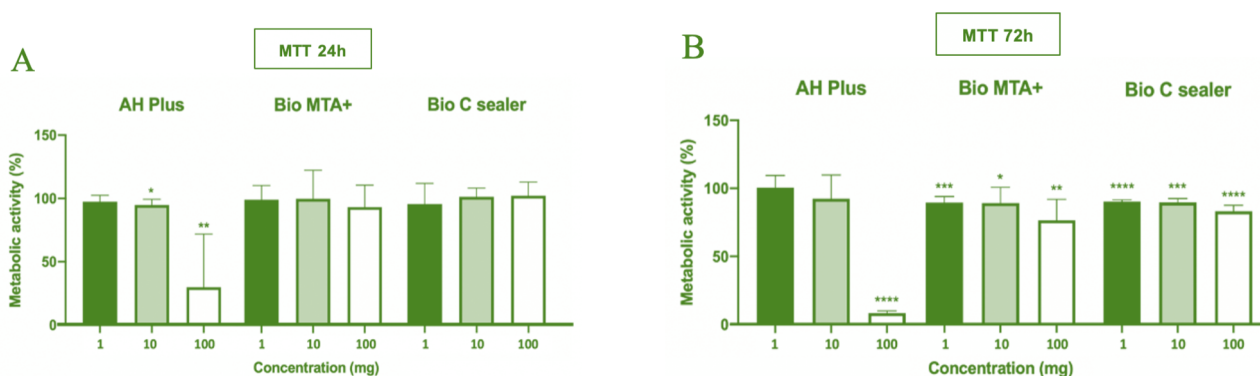 A
MTT 24h
AH Plus Bio MTA+ Bio C sealer
Metabolic activity (%)
150
100
50
0
*
**
1 10 100 1 10 100 1 10 100
Concentration (mg)
B
MTT 72h
AH Plus Bio MTA+ Bio C sealer
Metabolic activity (%)
150
100
50
0
**** *** * ** **** *** ****
1 10 100 1 10 100 1 10 100
Concentration (mg)